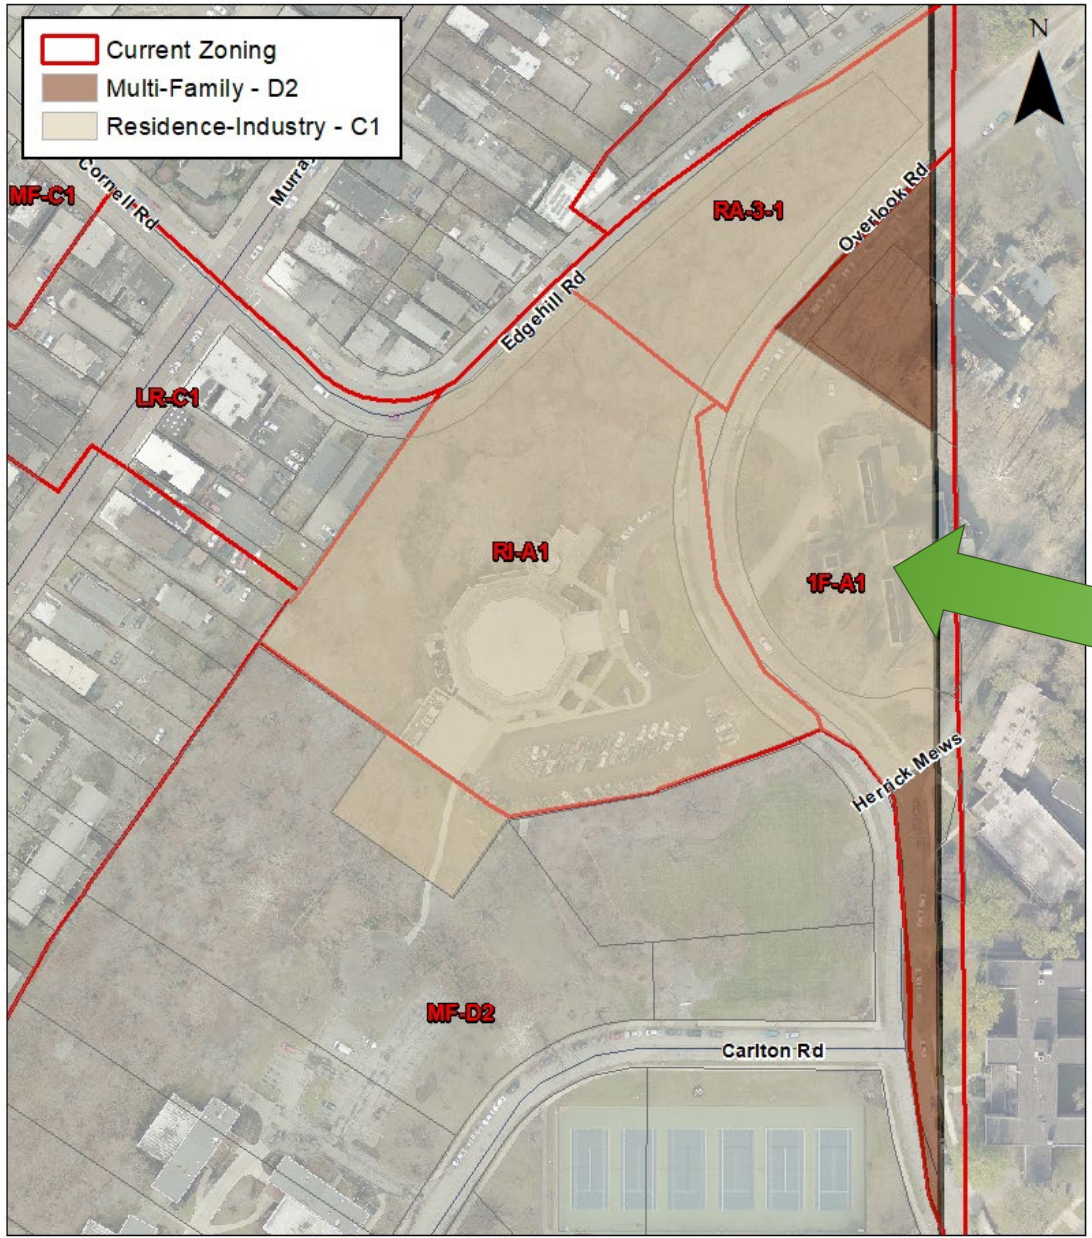 Current Zoning
Multi-Family - D2
Residence-Industry - C1
N
MF-C1
Cornell Rd
Murray
RA-3-1
Overlook Rd
Edgehill Rd
LR-C1
RI-A1
1F-A1
Herrick Mews
MF-D2
Carlton Rd